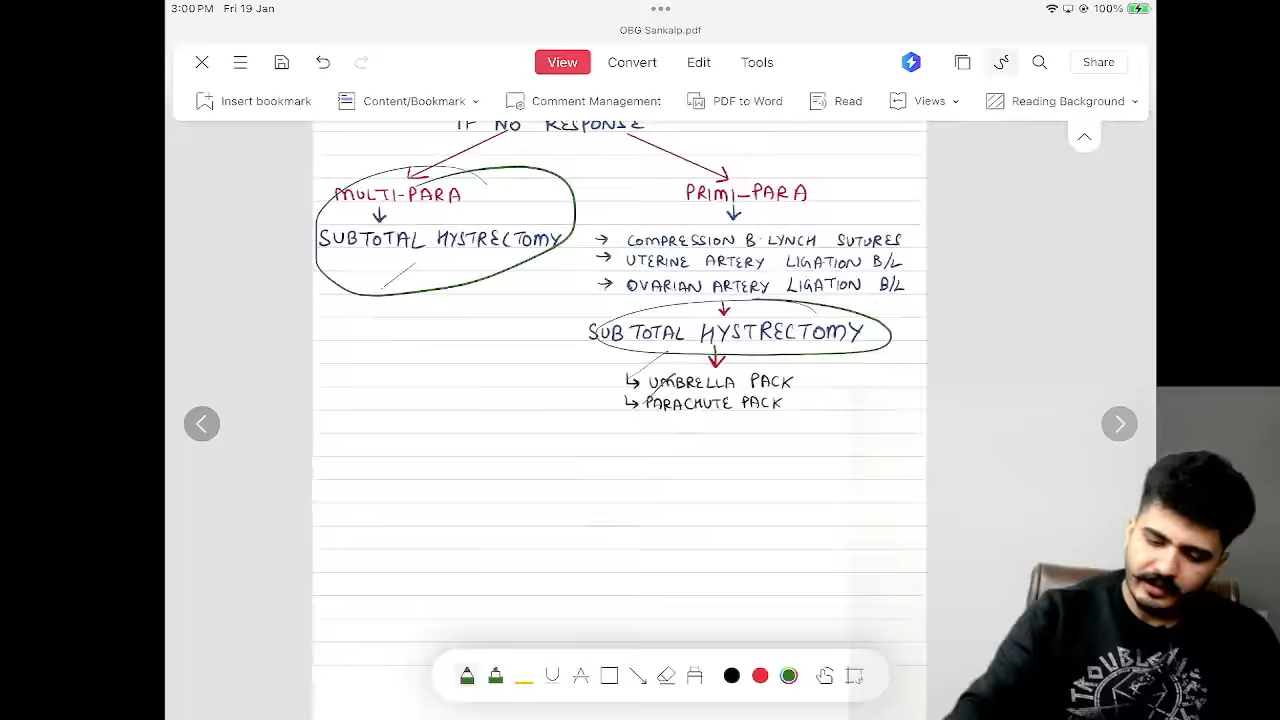 3:00PM Fri 19 Jan
100%
OBG Sankalp.pdf
View Convert Edit Tools
Share
Insert bookmark Content/Bookmark Comment Management PDF to Word Read Views Reading Background
IF NO RESPONSE
MULTI-PARA
SUBTOTAL HYSTRECTOMY
PRIMI-PARA
→ COMPRESSION B-LYNCH SUTURES
→ UTERINE ARTERY LIGATION B/L
→ OVARIAN ARTERY LIGATION B/L
SUBTOTAL HYSTRECTOMY
↳ UMBRELLA PACK
↳ PARACHUTE PACK